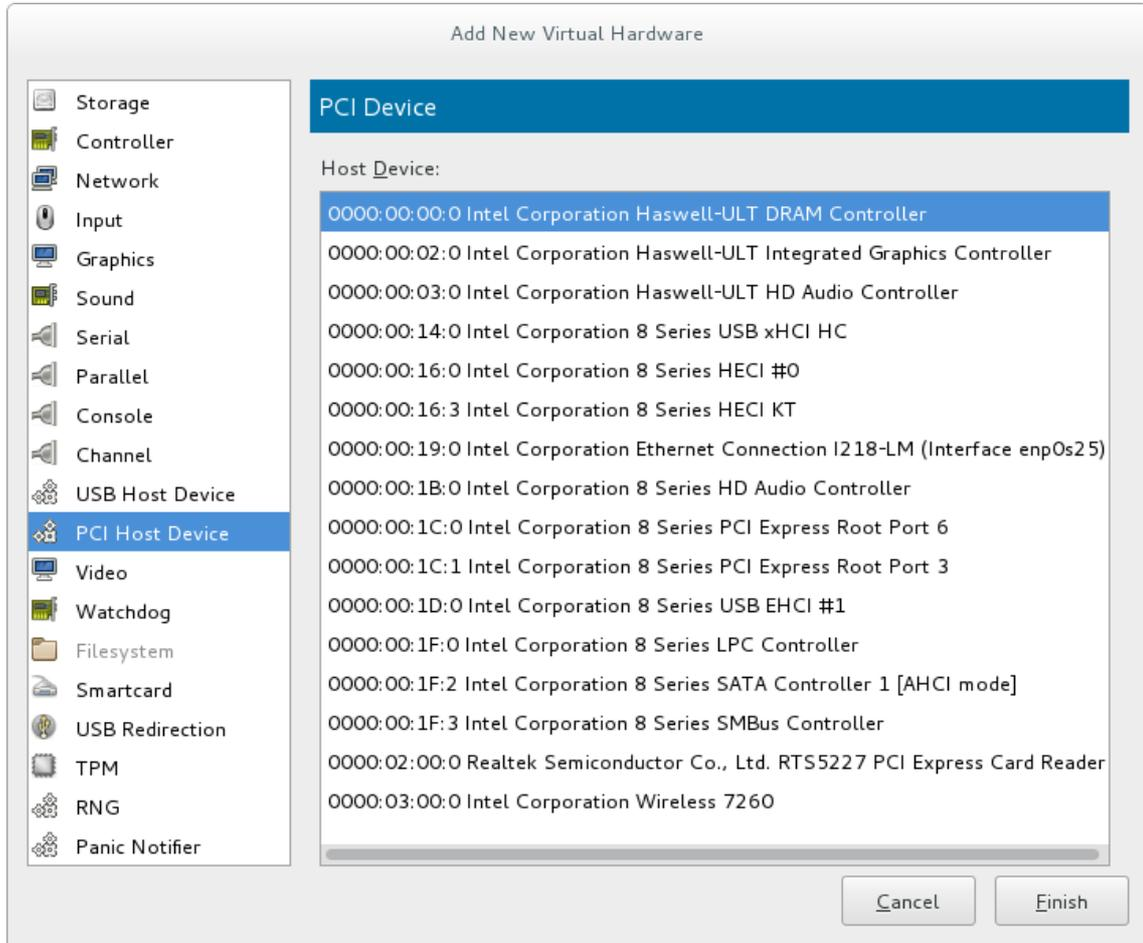 Add New Virtual Hardware
Storage
Controller
Network
Input
Graphics
Sound
Serial
Parallel
Console
Channel
USB Host Device
PCI Host Device
Video
Watchdog
Filesystem
Smartcard
USB Redirection
TPM
RNG
Panic Notifier
PCI Device
Host Device:
0000:00:00:0 Intel Corporation Haswell-ULT DRAM Controller
0000:00:02:0 Intel Corporation Haswell-ULT Integrated Graphics Controller
0000:00:03:0 Intel Corporation Haswell-ULT HD Audio Controller
0000:00:14:0 Intel Corporation 8 Series USB xHCI HC
0000:00:16:0 Intel Corporation 8 Series HECI #0
0000:00:16:3 Intel Corporation 8 Series HECI KT
0000:00:19:0 Intel Corporation Ethernet Connection I218-LM (Interface enp0s25)
0000:00:1B:0 Intel Corporation 8 Series HD Audio Controller
0000:00:1C:0 Intel Corporation 8 Series PCI Express Root Port 6
0000:00:1C:1 Intel Corporation 8 Series PCI Express Root Port 3
0000:00:1D:0 Intel Corporation 8 Series USB EHCI #1
0000:00:1F:0 Intel Corporation 8 Series LPC Controller
0000:00:1F:2 Intel Corporation 8 Series SATA Controller 1 [AHCI mode]
0000:00:1F:3 Intel Corporation 8 Series SMBus Controller
0000:02:00:0 Realtek Semiconductor Co., Ltd. RTS5227 PCI Express Card Reader
0000:03:00:0 Intel Corporation Wireless 7260
Cancel
Finish